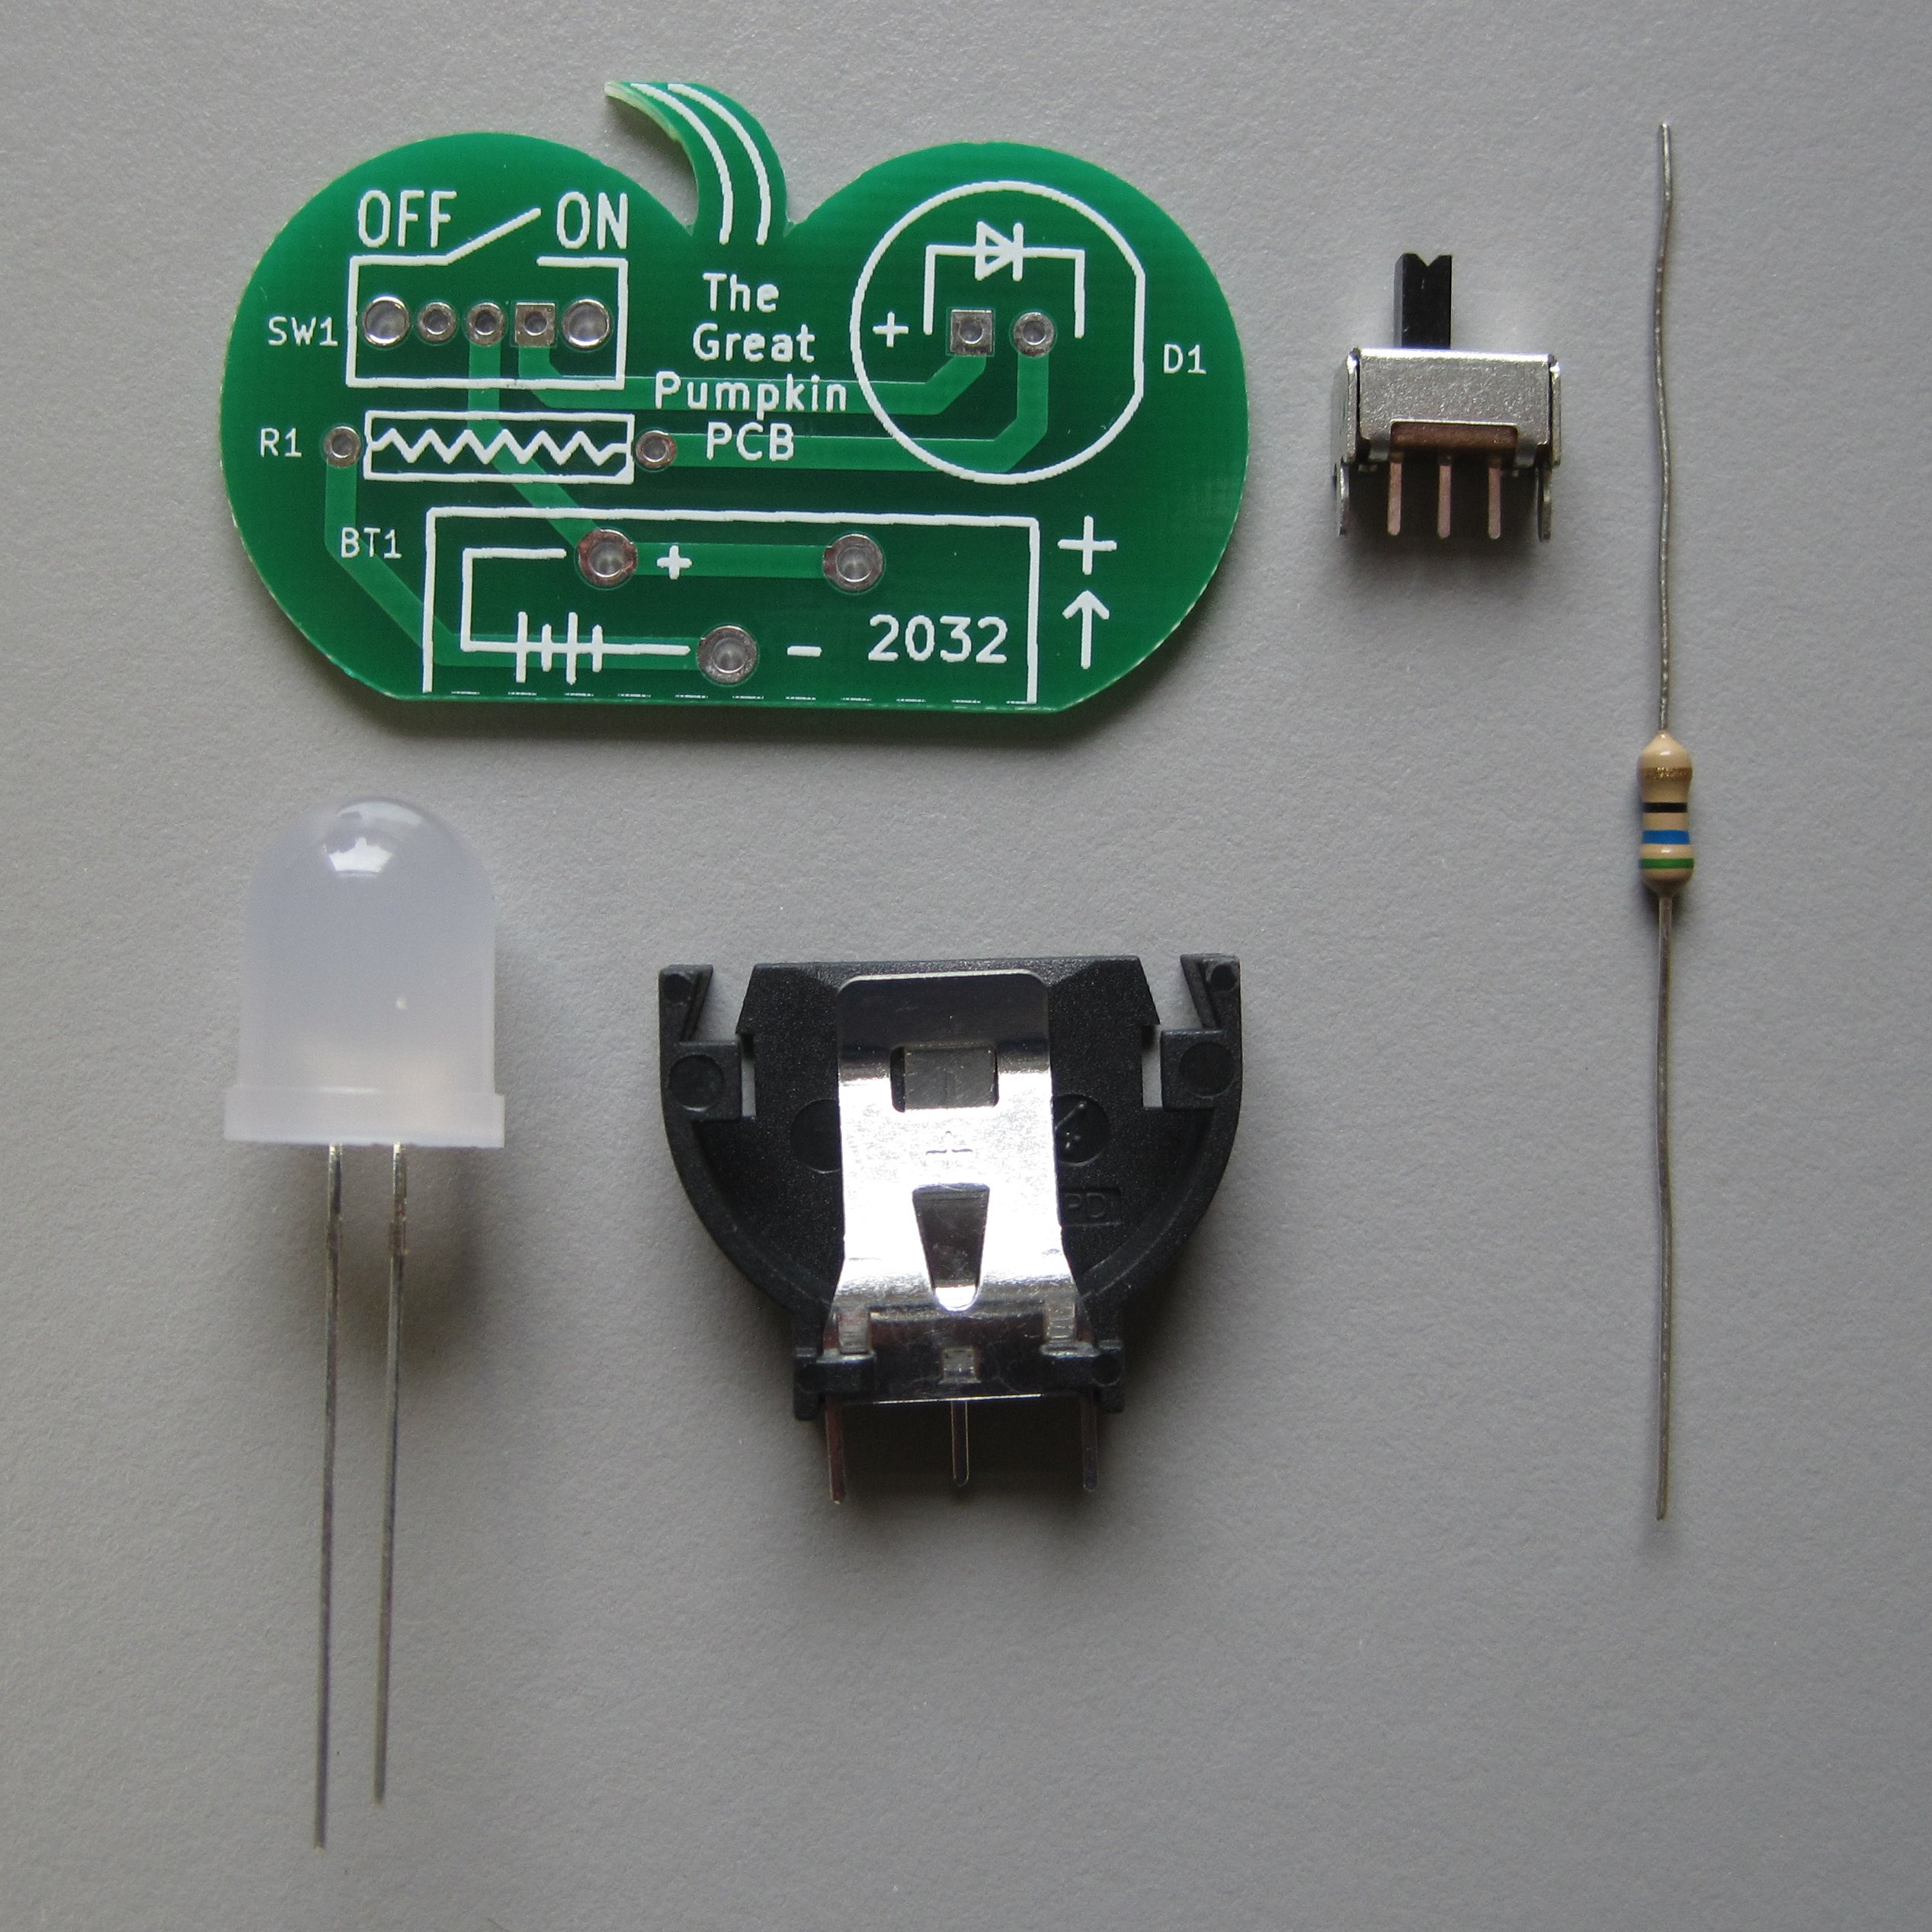 OFF ON
SW1
The
Great
Pumpkin
PCB
+
D1
R1
BT1
+
+
- 2032